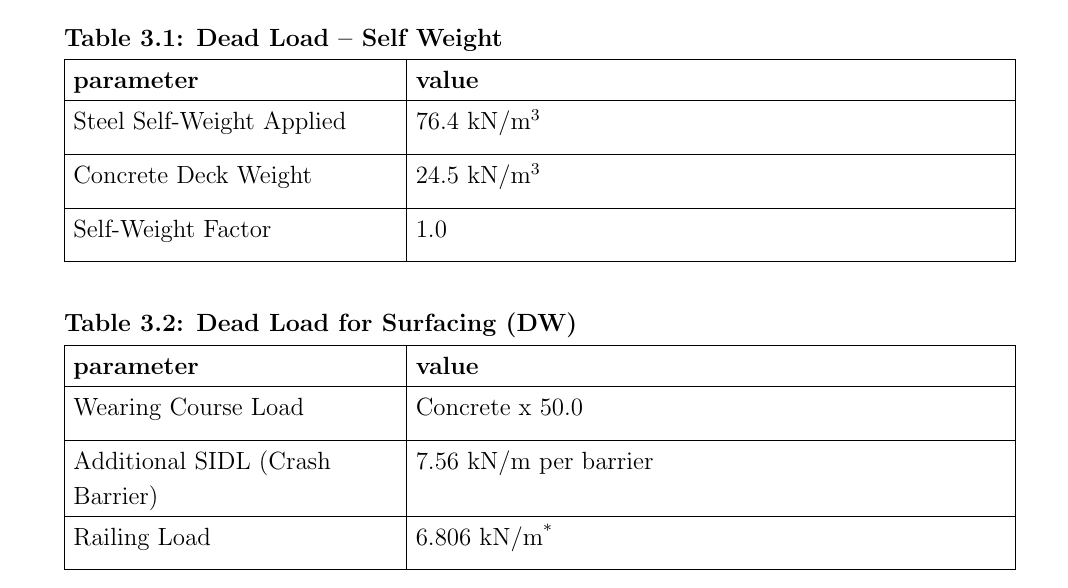 Table 3.1: Dead Load – Self Weight
parameter value
Steel Self-Weight Applied 76.4 kN/m³
Concrete Deck Weight 24.5 kN/m³
Self-Weight Factor 1.0
Table 3.2: Dead Load for Surfacing (DW)
parameter value
Wearing Course Load Concrete x 50.0
Additional SIDL (Crash 7.56 kN/m per barrier
Barrier)
Railing Load 6.806 kN/m*